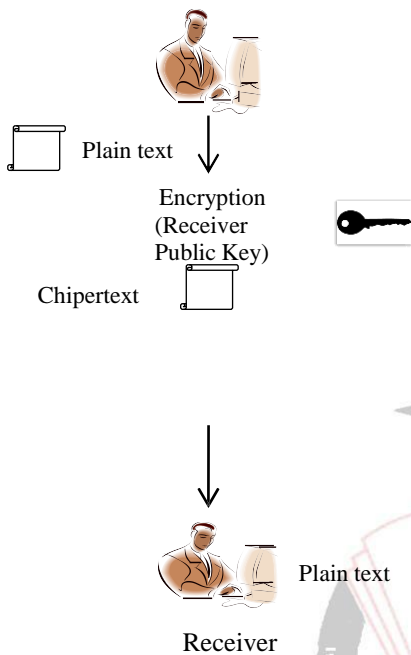 Plain text
Encryption
(Receiver
Public Key)
Chipertext
Plain text
Receiver